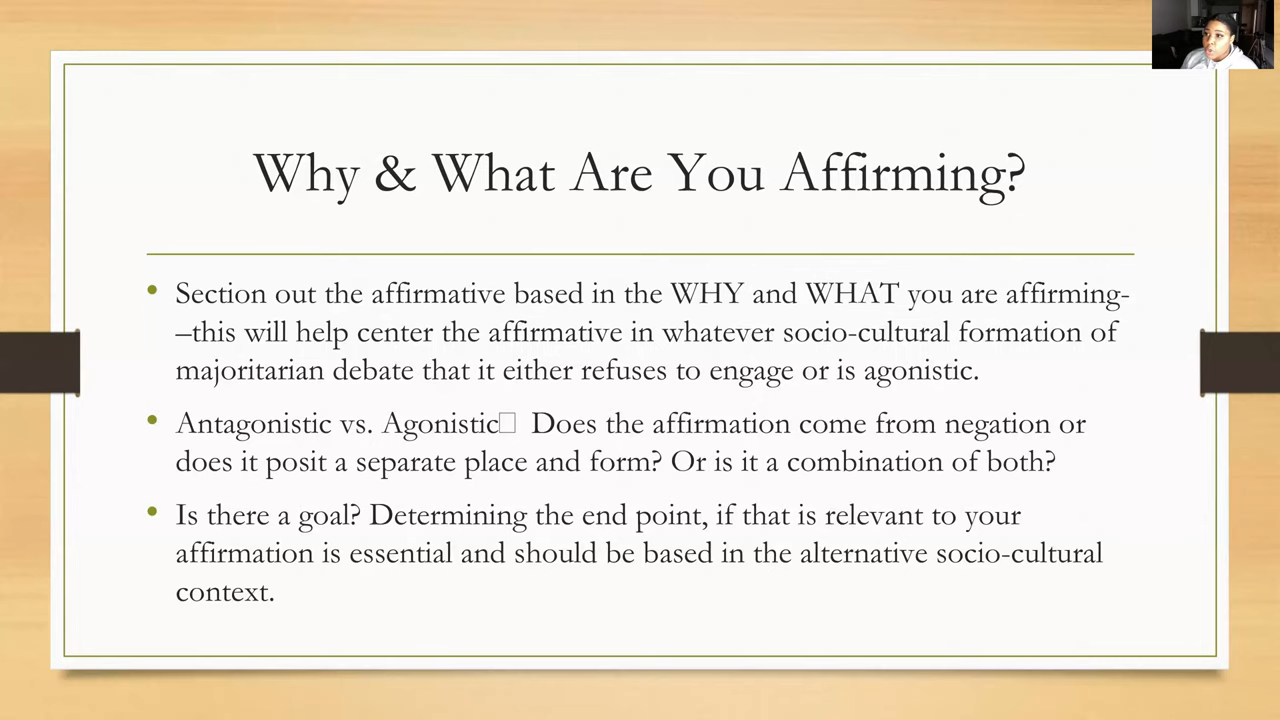 Why & What Are You Affirming?
• Section out the affirmative based in the WHY and WHAT you are affirming-
–this will help center the affirmative in whatever socio-cultural formation of
majoritarian debate that it either refuses to engage or is agonistic.
• Antagonistic vs. Agonistic□ Does the affirmation come from negation or
does it posit a separate place and form? Or is it a combination of both?
• Is there a goal? Determining the end point, if that is relevant to your
affirmation is essential and should be based in the alternative socio-cultural
context.